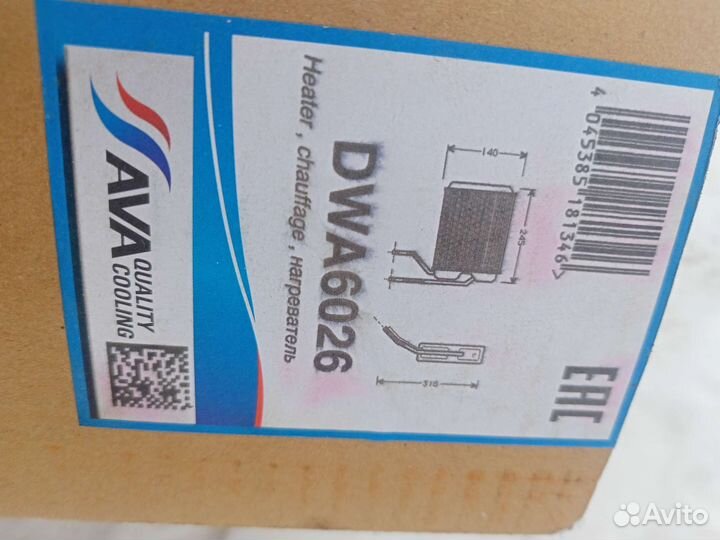 AVA
QUALITY
COOLING
DWA6026
Heater , chauffage , нагреватель
140
245
310
4 045385 181346 >
EAC
Avito